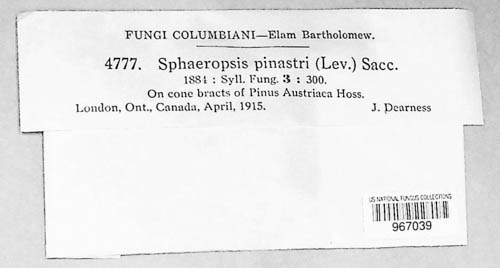 FUNGI COLUMBIANI—Elam Bartholomew.
4777. Sphaeropsis pinastri (Lev.) Sacc.
1884 : Syll. Fung. 3 : 300.
On cone bracts of Pinus Austriaca Hoss.
London, Ont., Canada, April, 1915. J. Dearness
US NATIONAL FUNGUS COLLECTIONS
967039